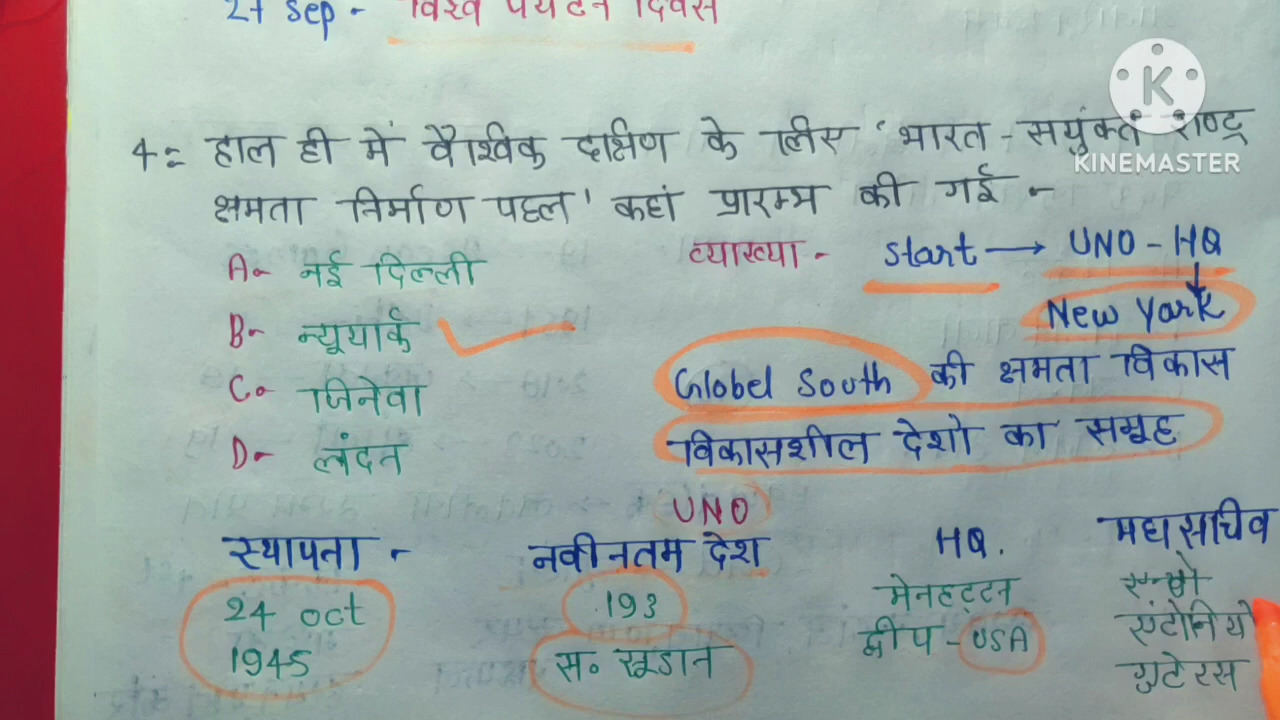 27 Sep - विश्व पर्यटन दिवस
K
KINEMASTER
4:- हाल ही में वैश्विक दक्षिण के लिए 'भारत - सयुंक्त राष्ट्र
क्षमता निर्माण पहल' कहां प्रारम्भ की गई -
A- नई दिल्ली
B- न्यूयार्क
C- जिनेवा
D- लंदन
व्याख्या - start → UNO - HQ
New York
Globel South की क्षमता विकास
विकासशील देशो का समूह
UNO
स्थापना -
24 oct
1945
नवीनतम देश
193
स॰ सूडान
HQ.
मेनहट्टन
द्वीप - USA
महासचिव
एंटोनियो
गुटेरस